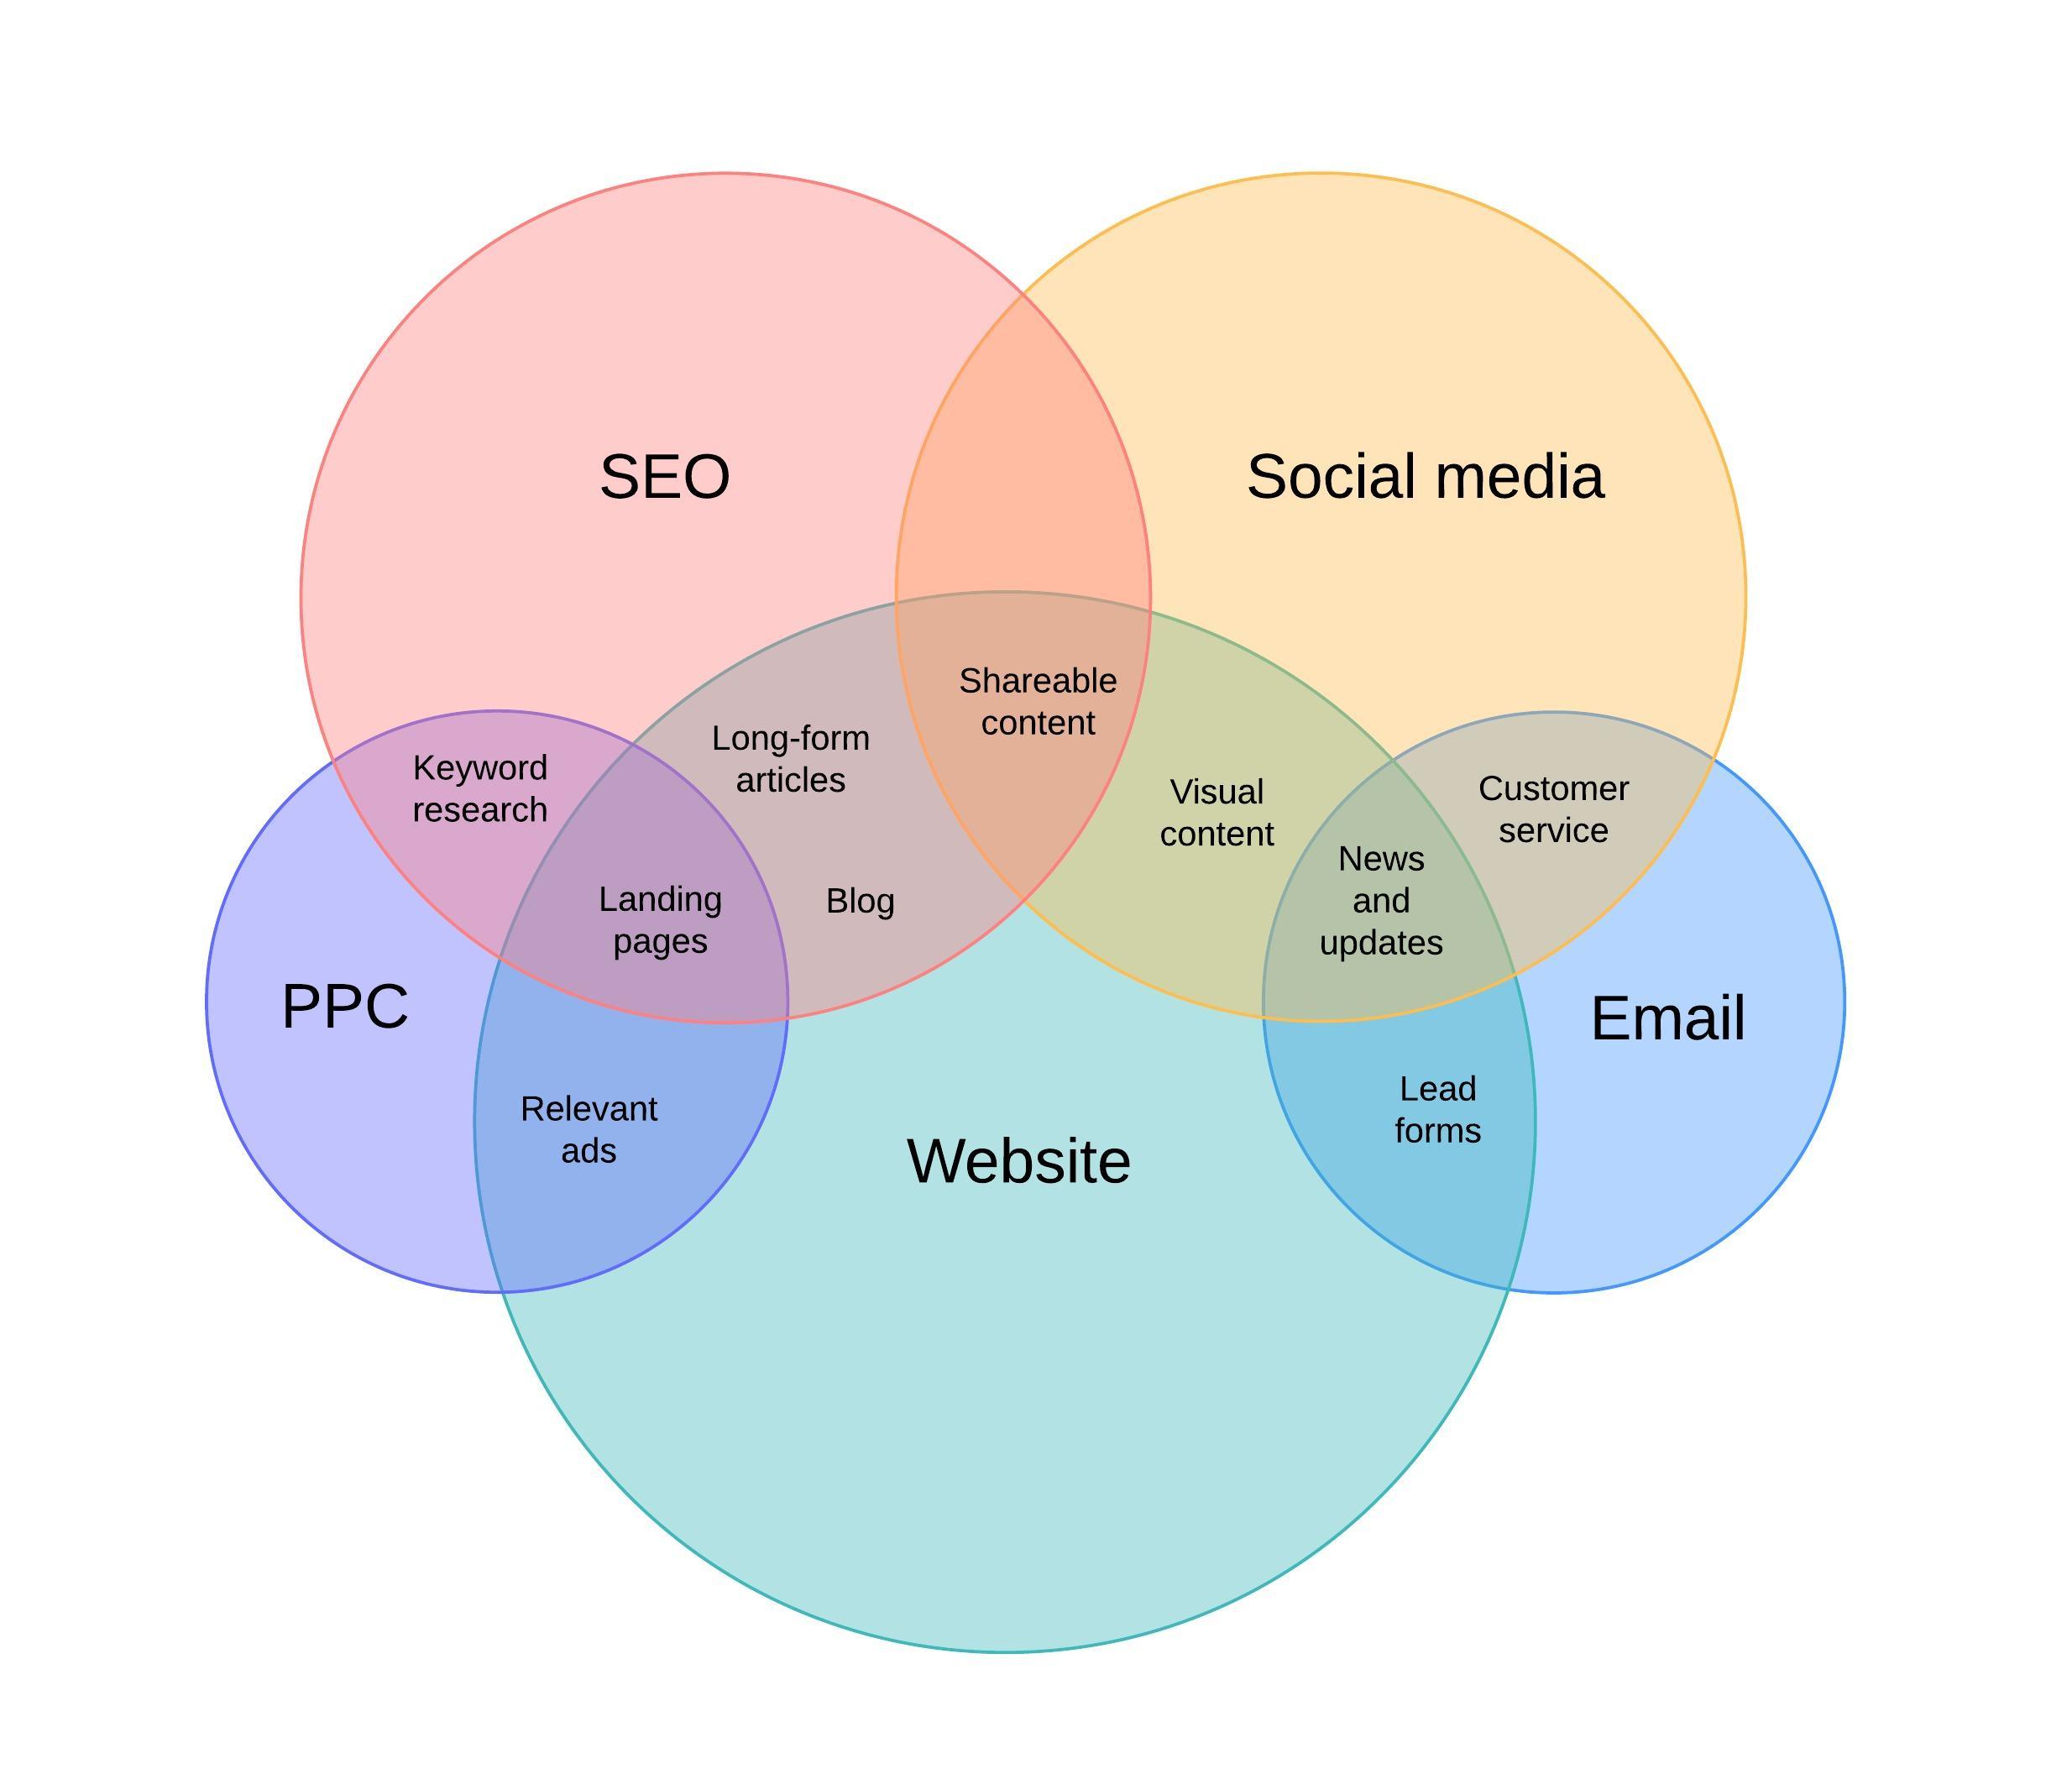 SEO
Social media
Shareable
content
Long-form
articles
Keyword
research
Visual
content
Customer
service
News
and
updates
Landing
pages
Blog
PPC
Email
Relevant
ads
Lead
forms
Website